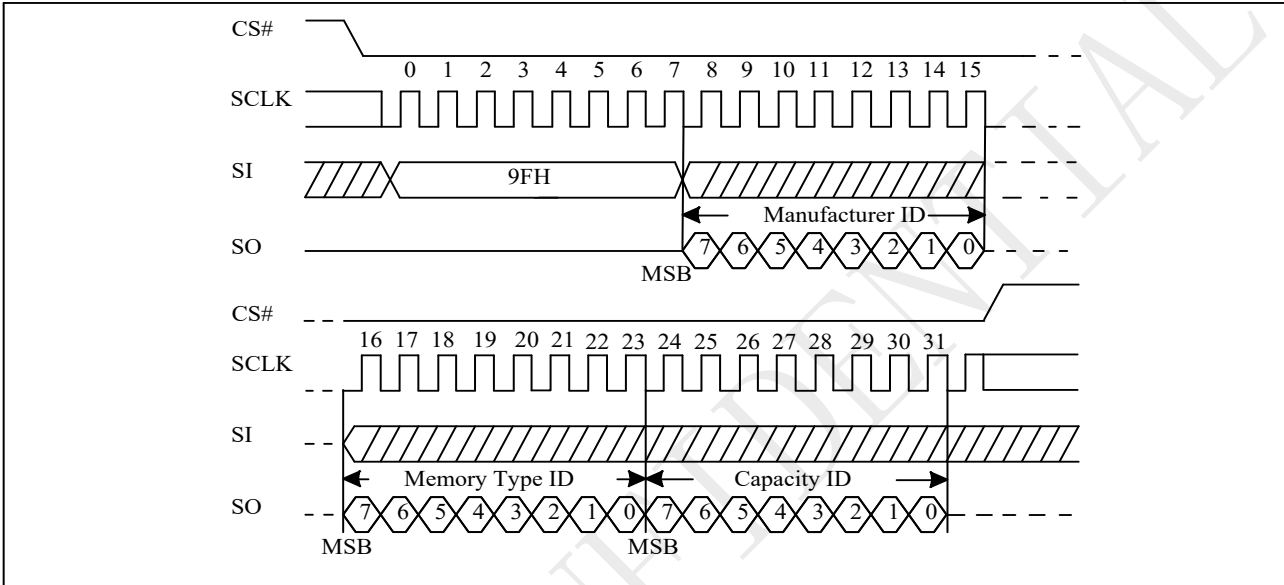 CS#
0 1 2 3 4 5 6 7 8 9 10 11 12 13 14 15
SCLK
SI
9FH
Manufacturer ID
SO
7 6 5 4 3 2 1 0
MSB
CS#
16 17 18 19 20 21 22 23 24 25 26 27 28 29 30 31
SCLK
SI
Memory Type ID Capacity ID
SO
7 6 5 4 3 2 1 0 7 6 5 4 3 2 1 0
MSB MSB